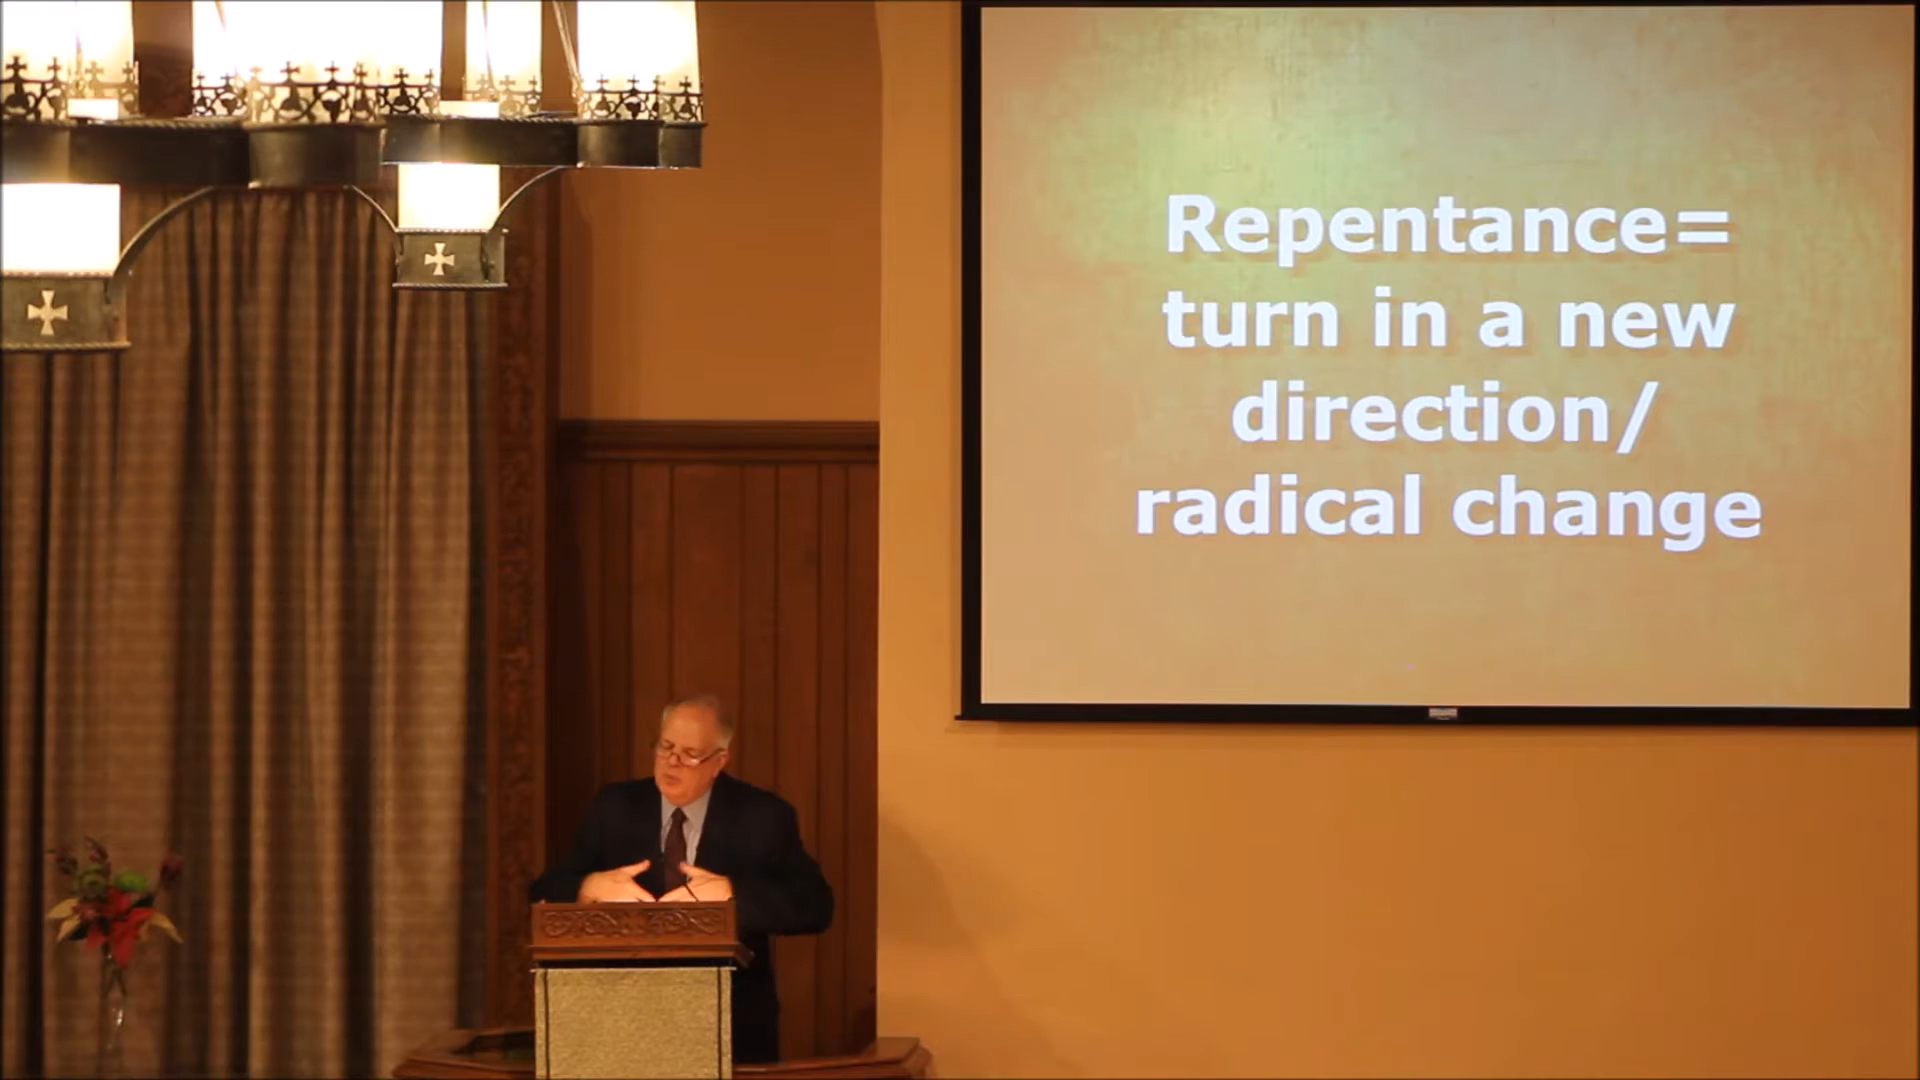 Repentance=
turn in a new
direction/
radical change